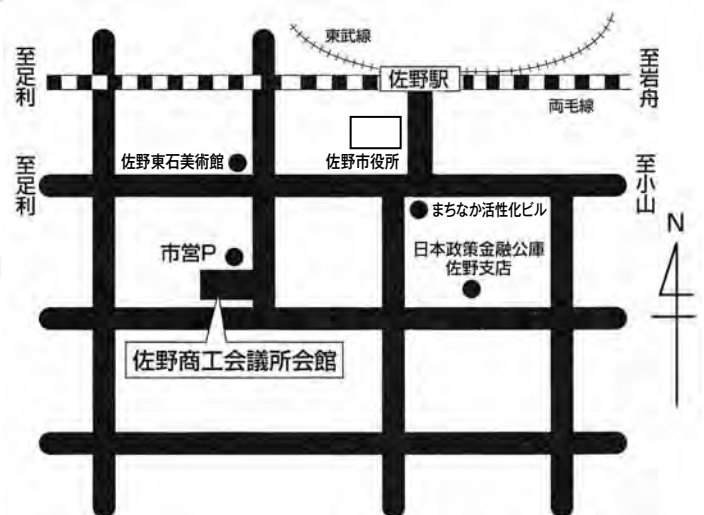 東武線
至足利
佐野駅
至岩舟
両毛線
佐野東石美術館
佐野市役所
至足利
至小山
まちなか活性化ビル
N
市営P
日本政策金融公庫
佐野支店
佐野商工会議所会館